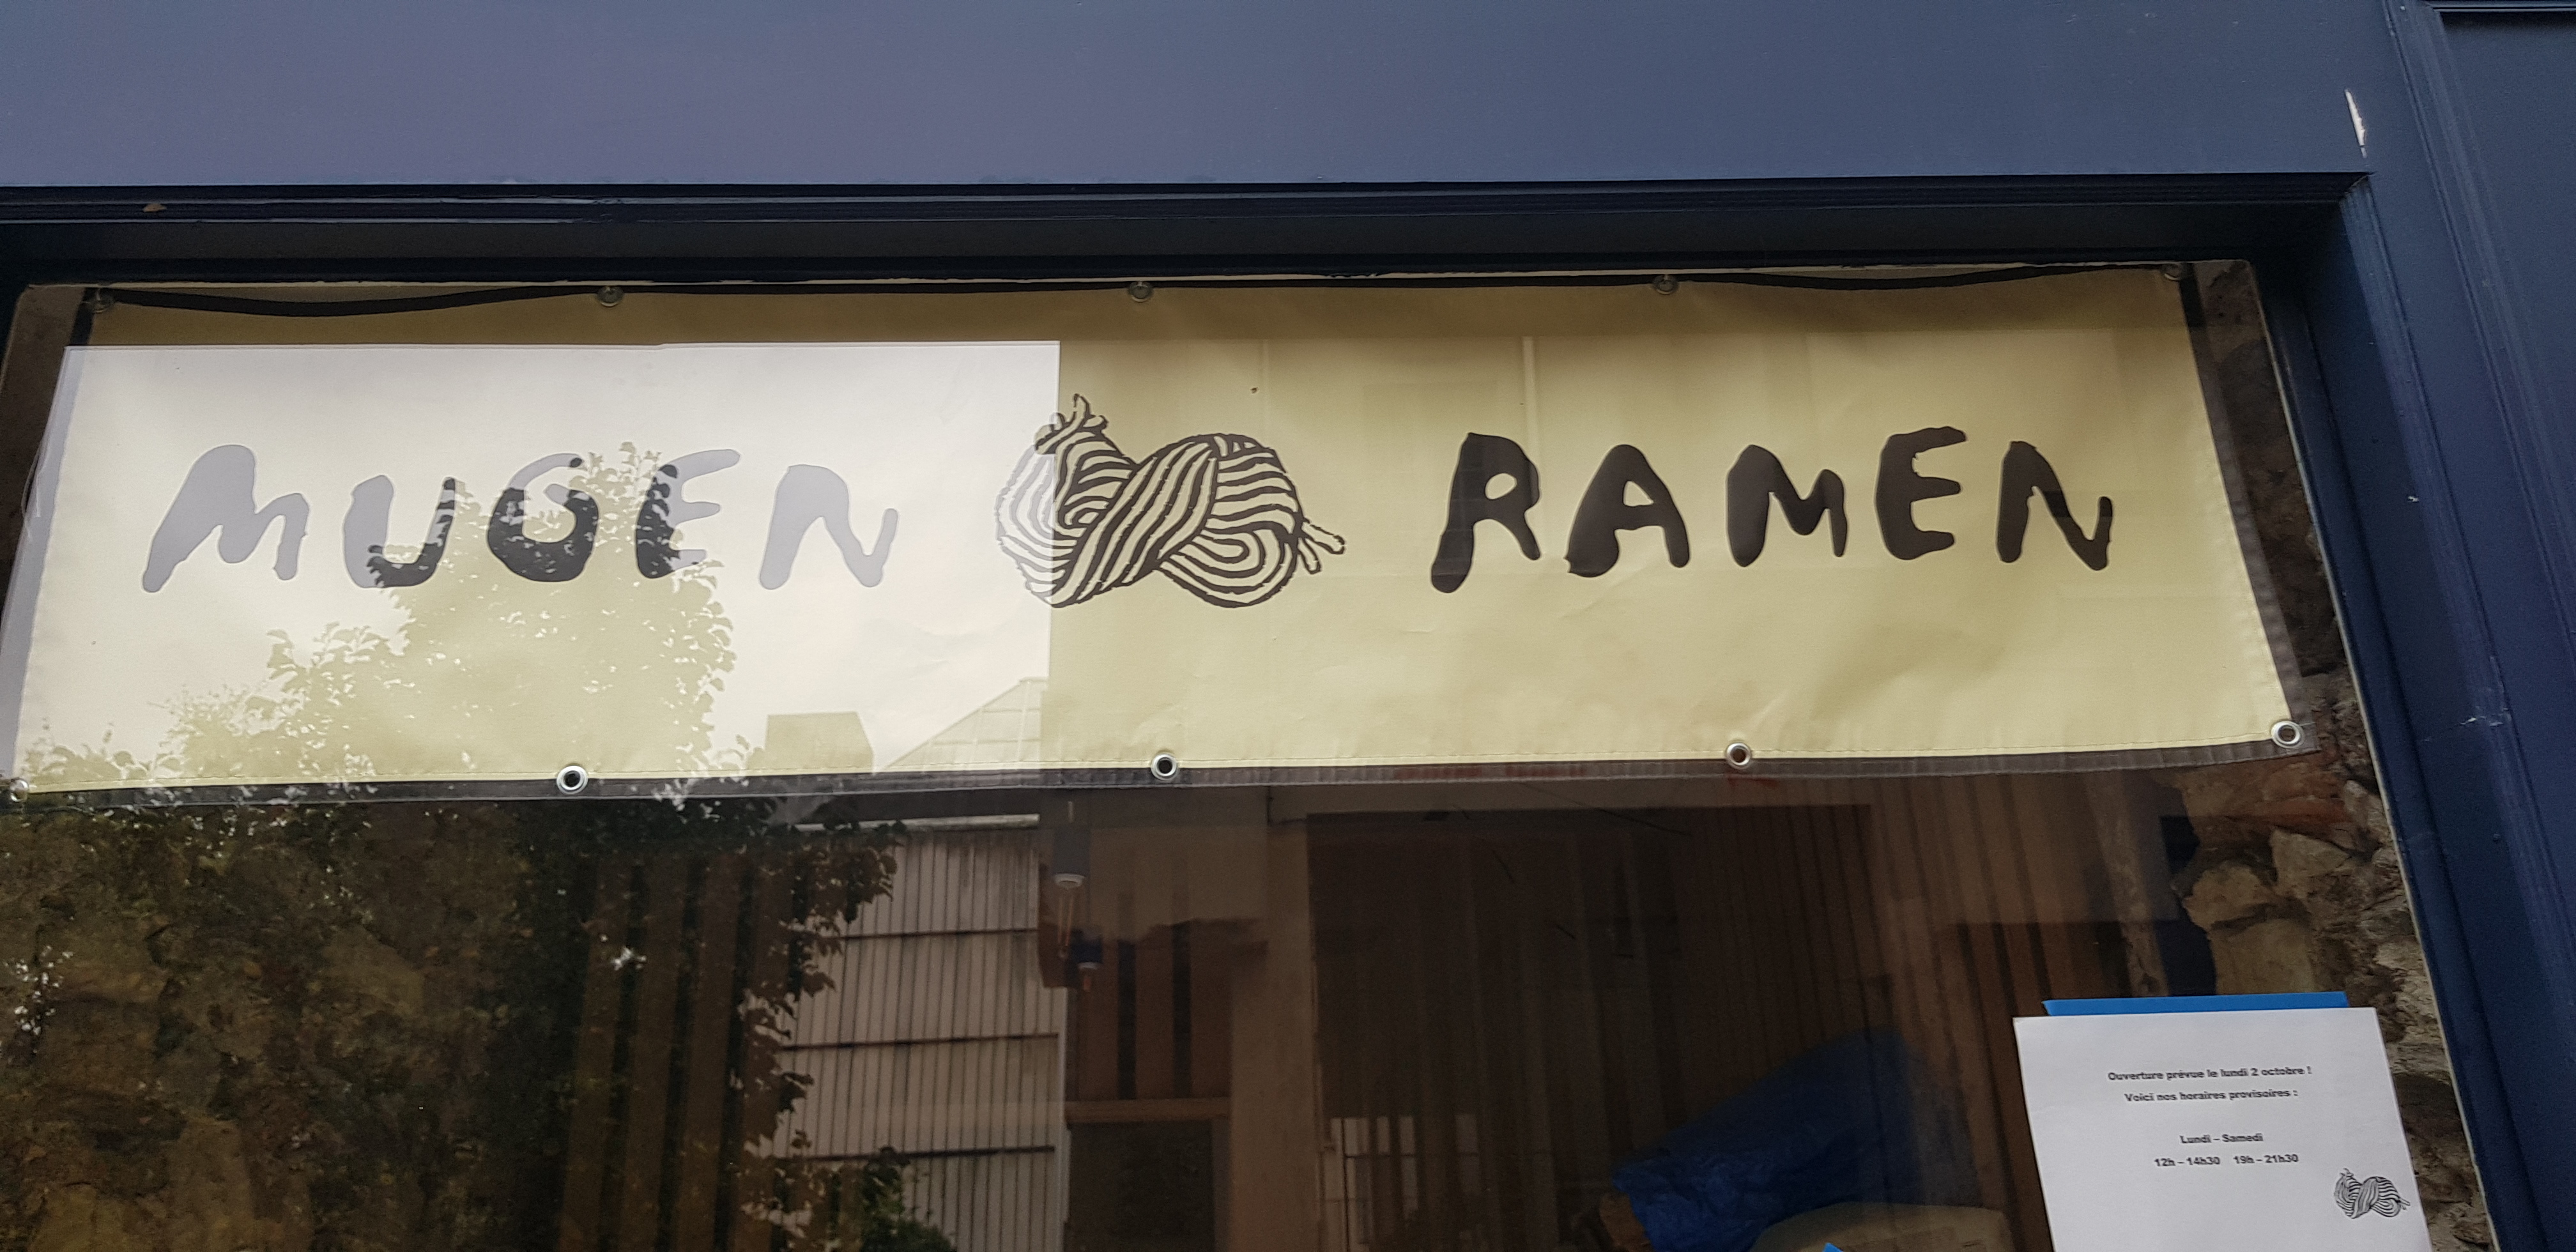 MUGEN RAMEN
Ouverture prévue le lundi 2 octobre !
Voici nos horaires provisoires :
Lundi – Samedi
12h – 14h30 19h – 21h30